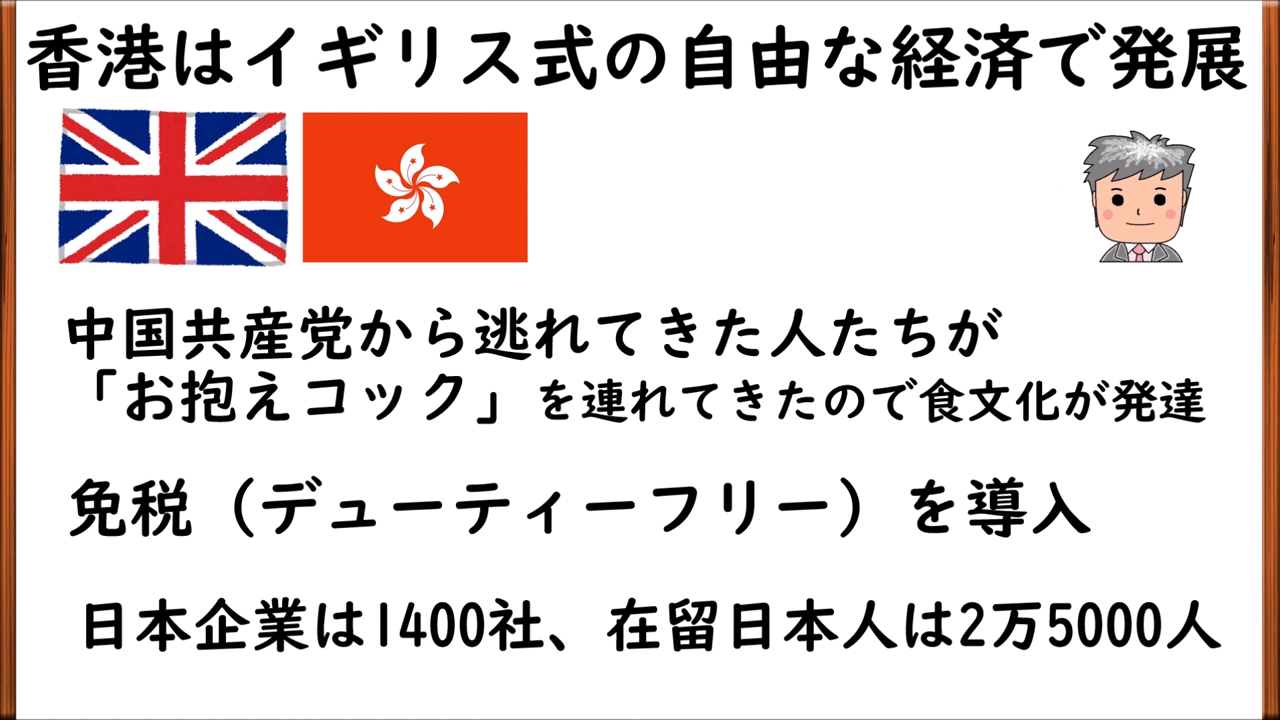 香港はイギリス式の自由な経済で発展
中国共産党から逃れてきた人たちが
「お抱えコック」を連れてきたので食文化が発達
免税（デューティーフリー）を導入
日本企業は1400社、在留日本人は2万5000人